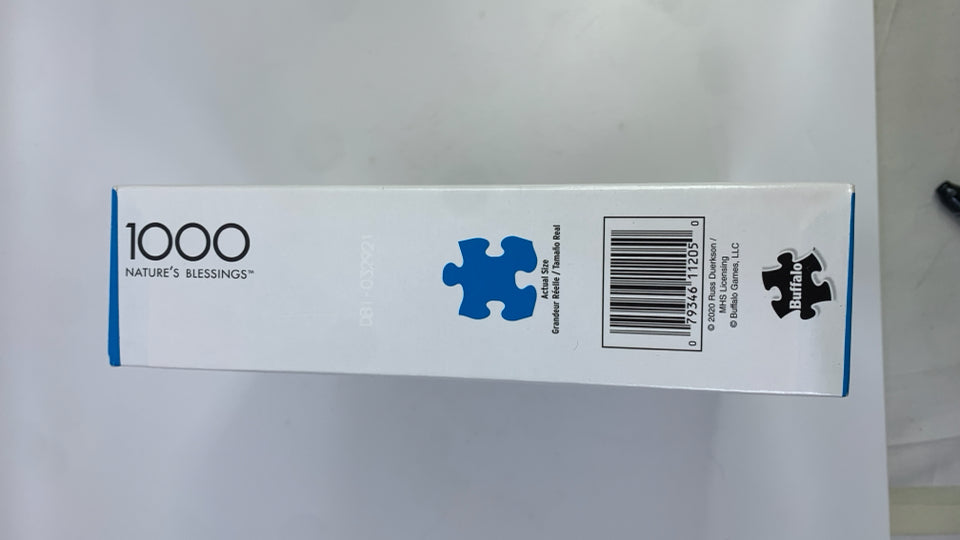 1000
NATURE'S BLESSINGS™
DB1 - 032921
Actual Size
Grandeur Réelle / Tamaño Real
0 79346 11205 0
© 2020 Russ Duerkson /
MHS Licensing
© Buffalo Games, LLC
Buffalo